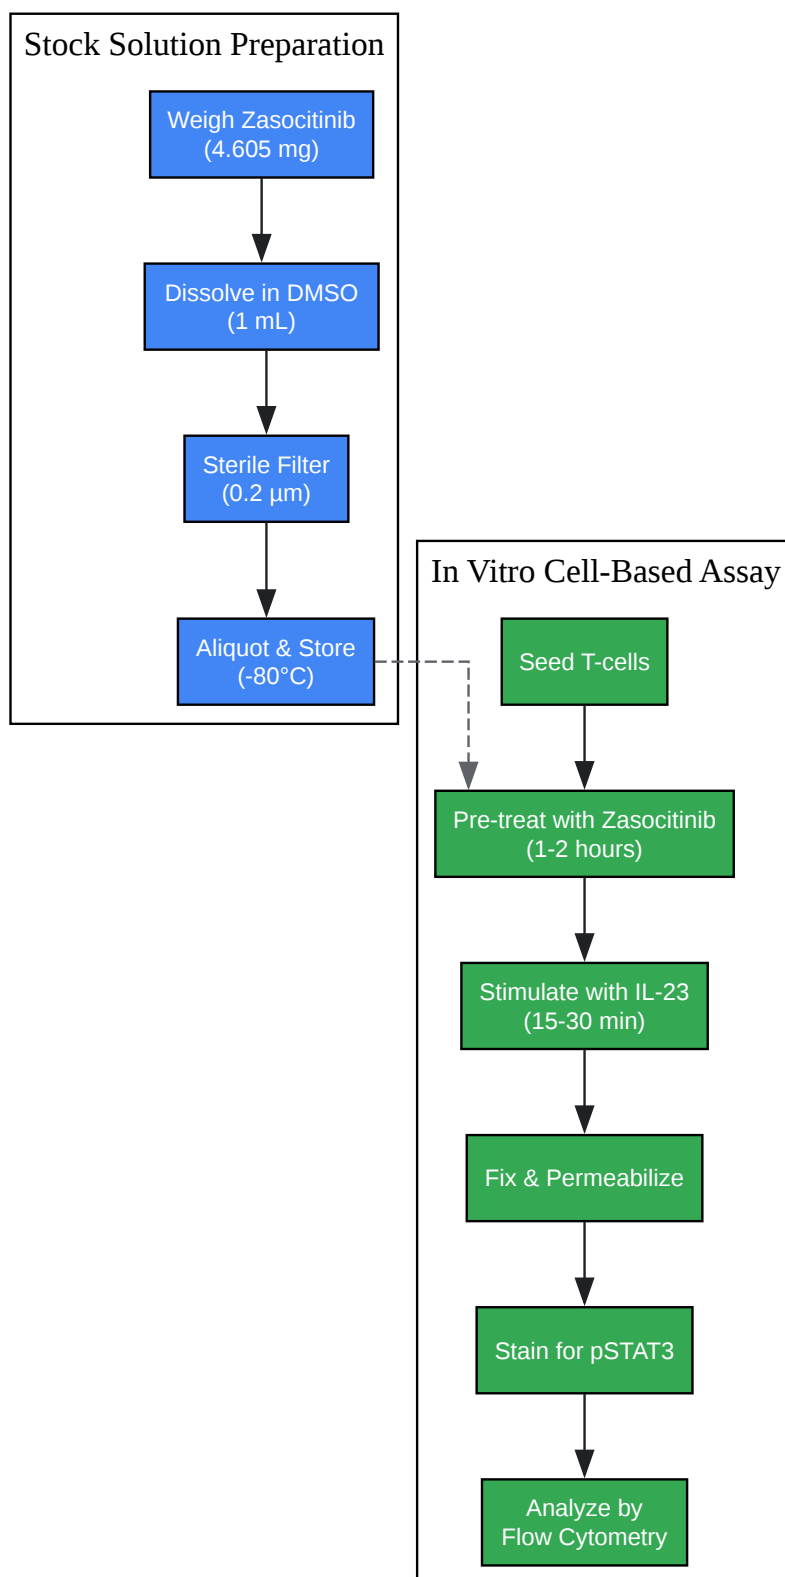 Stock Solution Preparation
Weigh Zasocitinib
(4.605 mg)
Dissolve in DMSO
(1 mL)
Sterile Filter
(0.2 µm)
Aliquot & Store
(-80°C)
In Vitro Cell-Based Assay
Seed T-cells
Pre-treat with Zasocitinib
(1-2 hours)
Stimulate with IL-23
(15-30 min)
Fix & Permeabilize
Stain for pSTAT3
Analyze by
Flow Cytometry